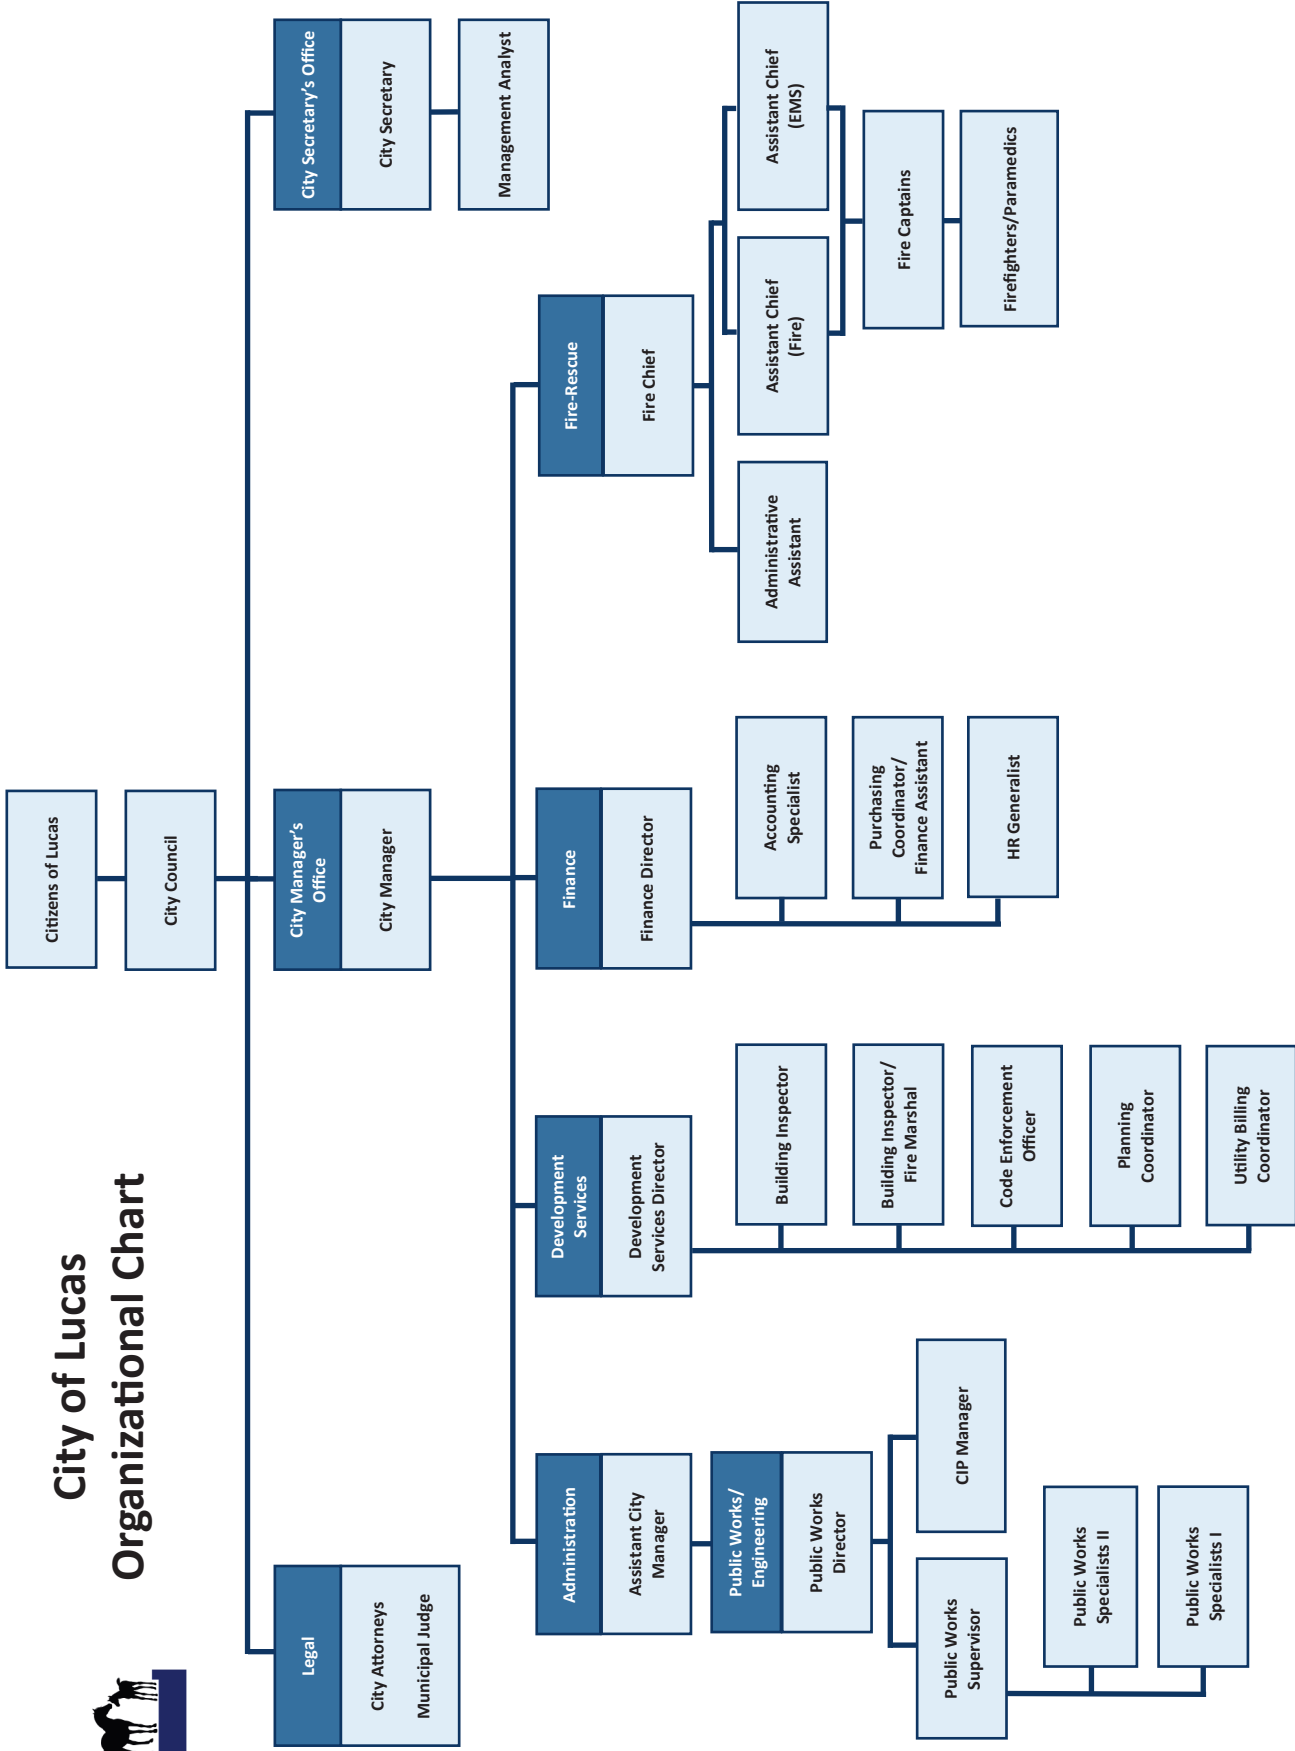 City of Lucas
Organizational Chart
Citizens of Lucas
City Council
Legal
City Attorneys
Municipal Judge
City Manager's
Office
City Manager
City Secretary's Office
City Secretary
Management Analyst
Administration
Assistant City
Manager
Public Works/
Engineering
Public Works
Director
Public Works
Supervisor
CIP Manager
Public Works
Specialists II
Public Works
Specialists I
Development
Services
Development
Services Director
Building Inspector
Building Inspector/
Fire Marshal
Code Enforcement
Officer
Planning
Coordinator
Utility Billing
Coordinator
Finance
Finance Director
Accounting
Specialist
Purchasing
Coordinator/
Finance Assistant
HR Generalist
Fire-Rescue
Fire Chief
Administrative
Assistant
Assistant Chief
(Fire)
Assistant Chief
(EMS)
Fire Captains
Firefighters/Paramedics